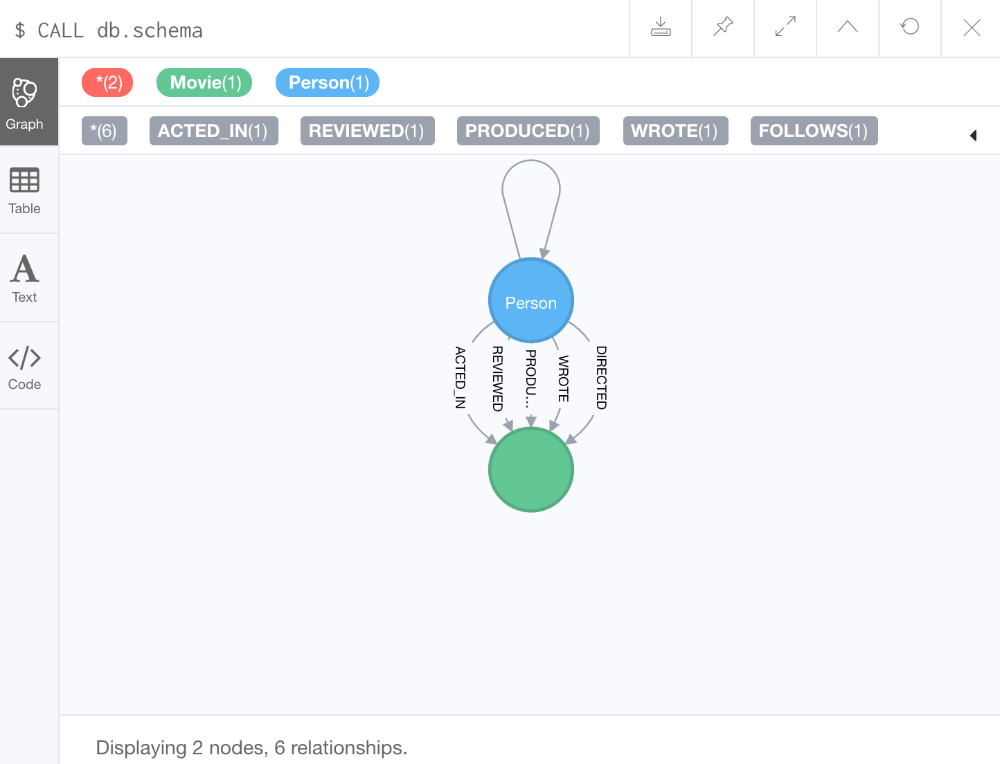 $ CALL db.schema
*(2) Movie(1) Person(1)
Graph
*(6) ACTED_IN(1) REVIEWED(1) PRODUCED(1) WROTE(1) FOLLOWS(1)
Table
Text
Code
Person
ACTED_IN
REVIEWED
PRODU...
WROTE
DIRECTED
Displaying 2 nodes, 6 relationships.